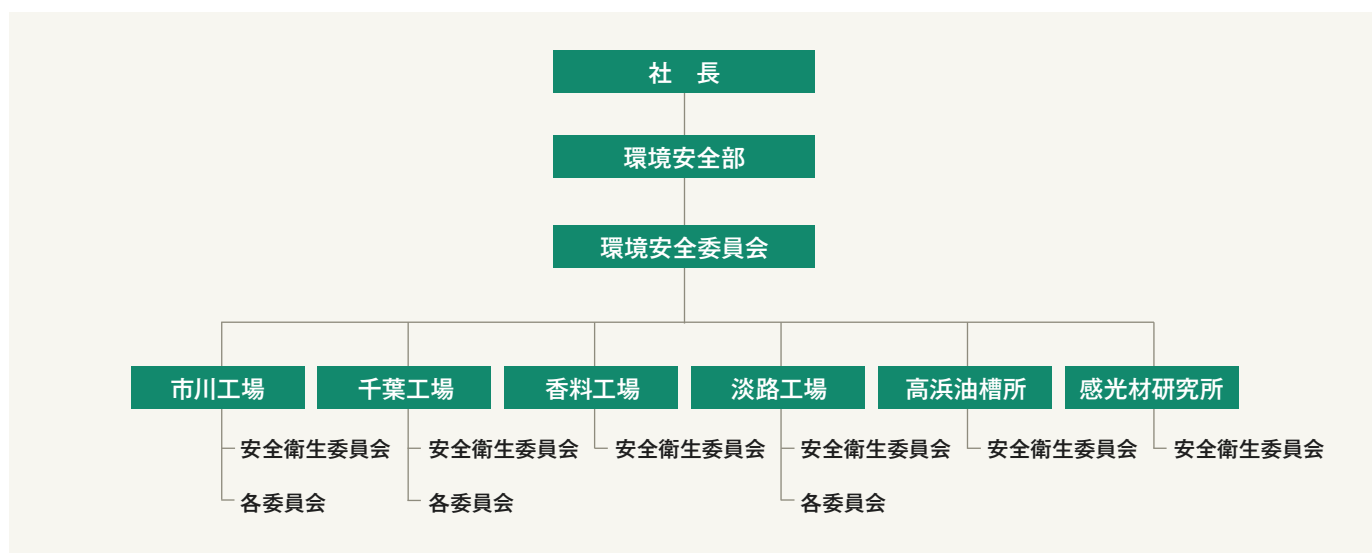 社　長
環境安全部
環境安全委員会
市川工場 千葉工場 香料工場 淡路工場 高浜油槽所 感光材研究所
安全衛生委員会 安全衛生委員会 安全衛生委員会 安全衛生委員会 安全衛生委員会 安全衛生委員会
各委員会 各委員会 各委員会